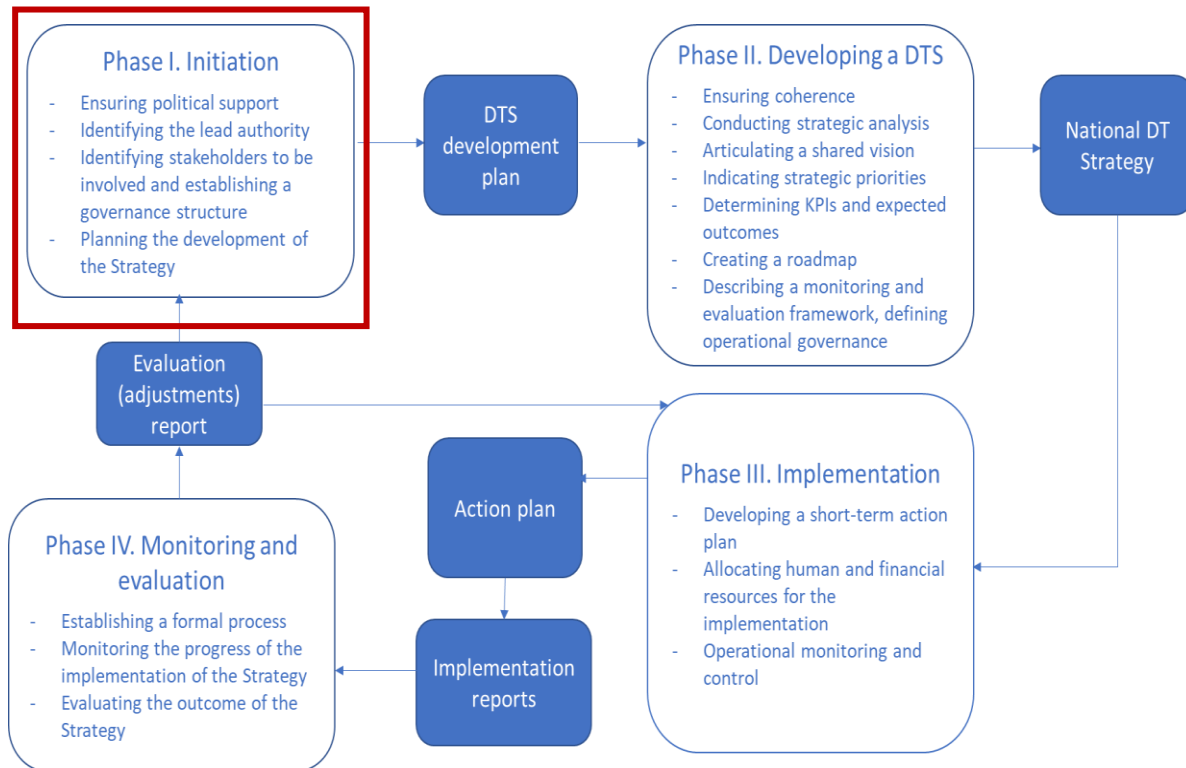 Phase I. Initiation
- Ensuring political support
- Identifying the lead authority
- Identifying stakeholders to be
involved and establishing a
governance structure
- Planning the development of
the Strategy
DTS
development
plan
Phase II. Developing a DTS
- Ensuring coherence
- Conducting strategic analysis
- Articulating a shared vision
- Indicating strategic priorities
- Determining KPIs and expected
outcomes
- Creating a roadmap
- Describing a monitoring and
evaluation framework, defining
operational governance
National DT
Strategy
Phase III. Implementation
- Developing a short-term action
plan
- Allocating human and financial
resources for the
implementation
- Operational monitoring and
control
Action plan
Implementation
reports
Phase IV. Monitoring and
evaluation
- Establishing a formal process
- Monitoring the progress of the
implementation of the Strategy
- Evaluating the outcome of the
Strategy
Evaluation
(adjustments)
report